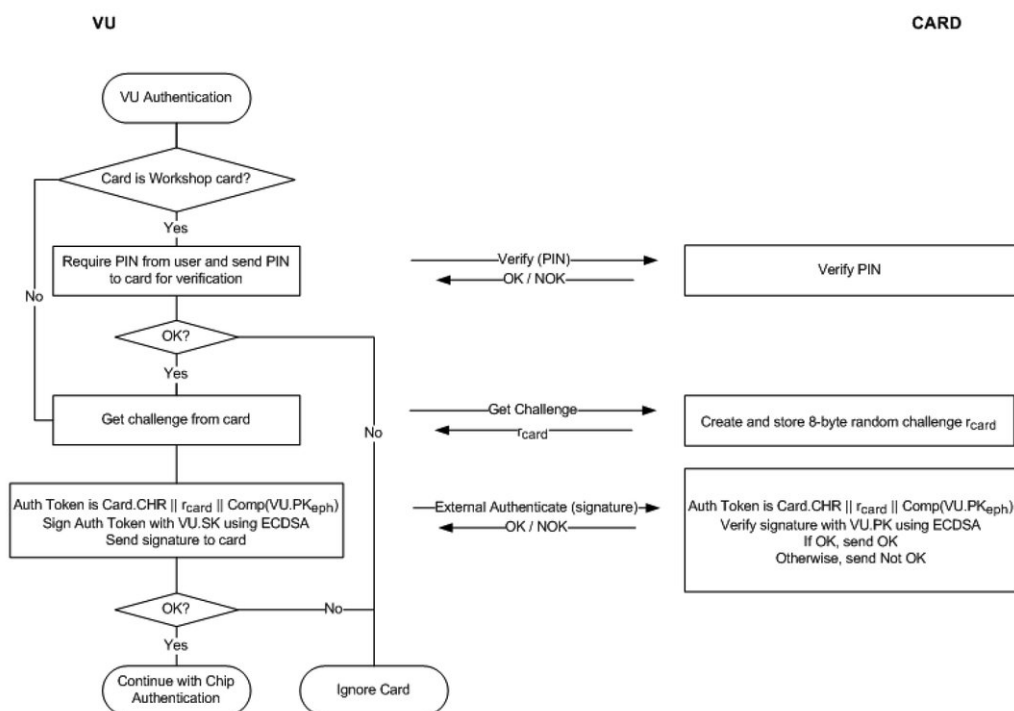 VU
CARD
VU Authentication
Card is Workshop card?
Yes
Require PIN from user and send PIN
to card for verification
Verify (PIN)
OK / NOK
Verify PIN
No
OK?
Yes
Get challenge from card
Get Challenge
rcard
Create and store 8-byte random challenge rcard
No
Auth Token is Card.CHR || rcard || Comp(VU.PKeph)
Sign Auth Token with VU.SK using ECDSA
Send signature to card
External Authenticate (signature)
OK / NOK
Auth Token is Card.CHR || rcard || Comp(VU.PKeph)
Verify signature with VU.PK using ECDSA
If OK, send OK
Otherwise, send Not OK
OK?
No
Yes
Continue with Chip
Authentication
Ignore Card